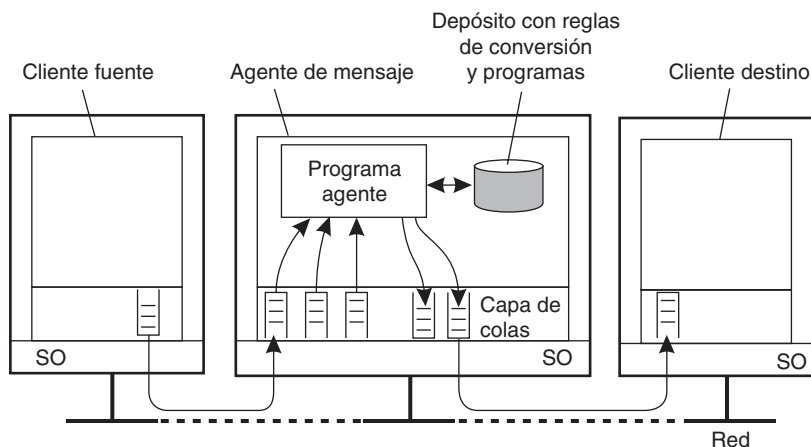 Depósito con reglas
de conversión
y programas
Cliente fuente
Agente de mensaje
Cliente destino
Programa
agente
Capa de
colas
SO
SO
SO
Red